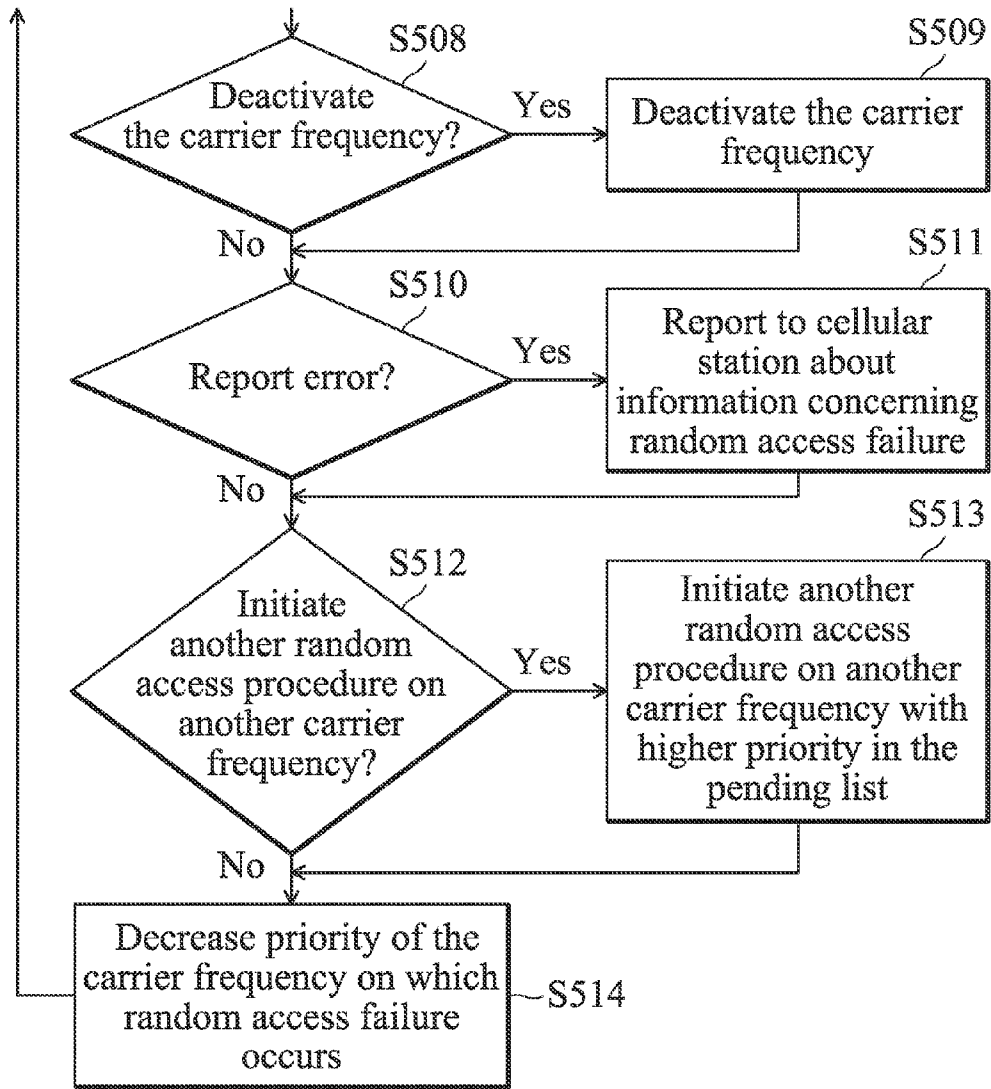 S508
Deactivate
the carrier frequency?
Yes
S509
Deactivate the carrier
frequency
No
S510
Report error?
Yes
S511
Report to cellular
station about
information concerning
random access failure
No
S512
Initiate
another random
access procedure on
another carrier
frequency?
Yes
S513
Initiate another
random access
procedure on another
carrier frequency with
higher priority in the
pending list
No
Decrease priority of the
carrier frequency on which
random access failure
occurs
S514